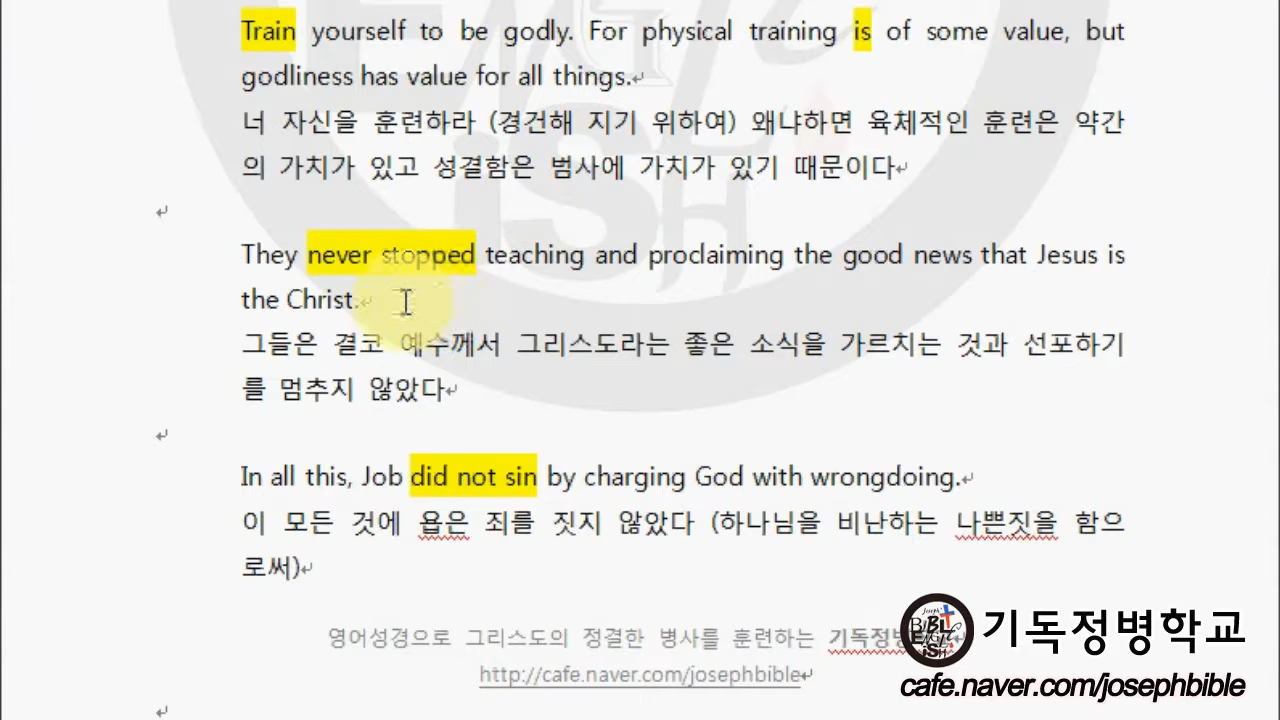 Train yourself to be godly. For physical training is of some value, but
godliness has value for all things.
너 자신을 훈련하라 (경건해 지기 위하여) 왜냐하면 육체적인 훈련은 약간
의 가치가 있고 성결함은 범사에 가치가 있기 때문이다
They never stopped teaching and proclaiming the good news that Jesus is
the Christ.
그들은 결코 예수께서 그리스도라는 좋은 소식을 가르치는 것과 선포하기
를 멈추지 않았다
In all this, Job did not sin by charging God with wrongdoing.
이 모든 것에 욥은 죄를 짓지 않았다 (하나님을 비난하는 나쁜짓을 함으
로써)
영어성경으로 그리스도의 정결한 병사를 훈련하는
http://cafe.naver.com/josephbible
기독정병학교
cafe.naver.com/josephbible